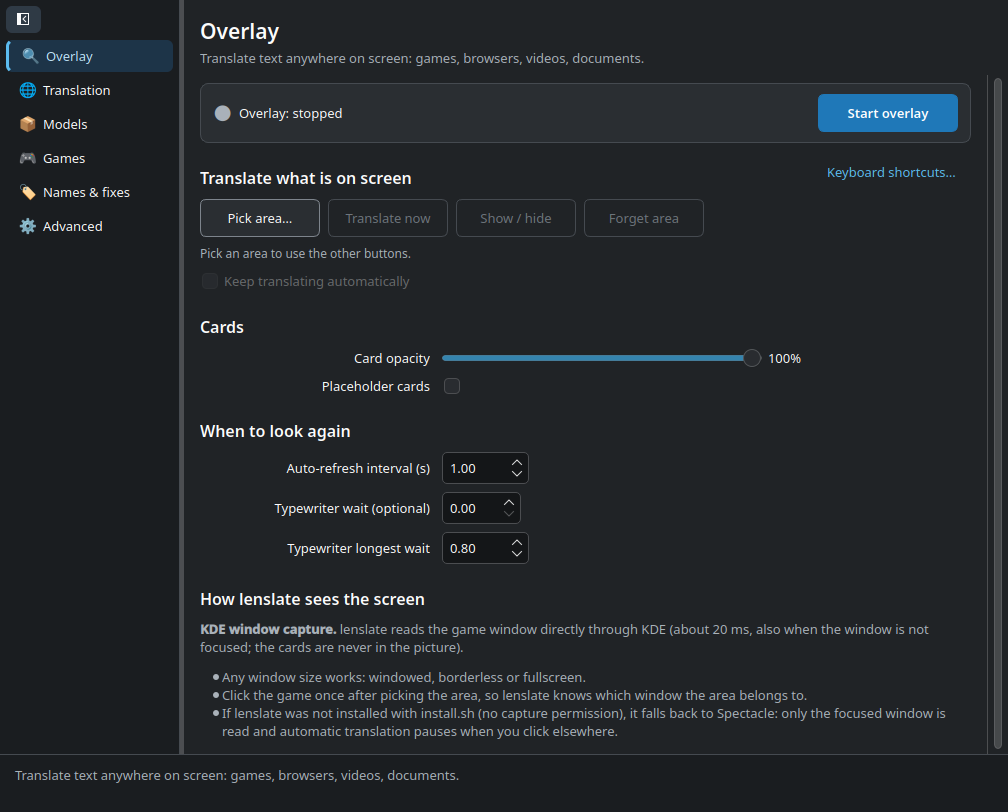 Overlay
Translation
Models
Games
Names & fixes
Advanced
Overlay
Translate text anywhere on screen: games, browsers, videos, documents.
Overlay: stopped
Start overlay
Translate what is on screen
Keyboard shortcuts...
Pick area...
Translate now
Show / hide
Forget area
Pick an area to use the other buttons.
Keep translating automatically
Cards
Card opacity
100%
Placeholder cards
When to look again
Auto-refresh interval (s)
1.00
Typewriter wait (optional)
0.00
Typewriter longest wait
0.80
How lenslate sees the screen
KDE window capture. lenslate reads the game window directly through KDE (about 20 ms, also when the window is not
focused; the cards are never in the picture).
Any window size works: windowed, borderless or fullscreen.
Click the game once after picking the area, so lenslate knows which window the area belongs to.
If lenslate was not installed with install.sh (no capture permission), it falls back to Spectacle: only the focused window is
read and automatic translation pauses when you click elsewhere.
Translate text anywhere on screen: games, browsers, videos, documents.